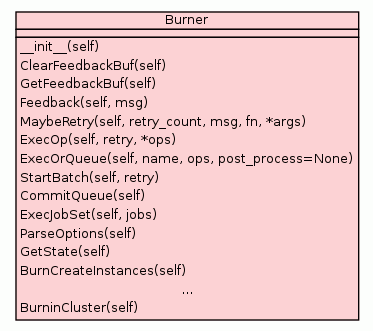 Burner
__init__(self)
ClearFeedbackBuf(self)
GetFeedbackBuf(self)
Feedback(self, msg)
MaybeRetry(self, retry_count, msg, fn, *args)
ExecOp(self, retry, *ops)
ExecOrQueue(self, name, ops, post_process=None)
StartBatch(self, retry)
CommitQueue(self)
ExecJobSet(self, jobs)
ParseOptions(self)
GetState(self)
BurnCreateInstances(self)
...
BurninCluster(self)